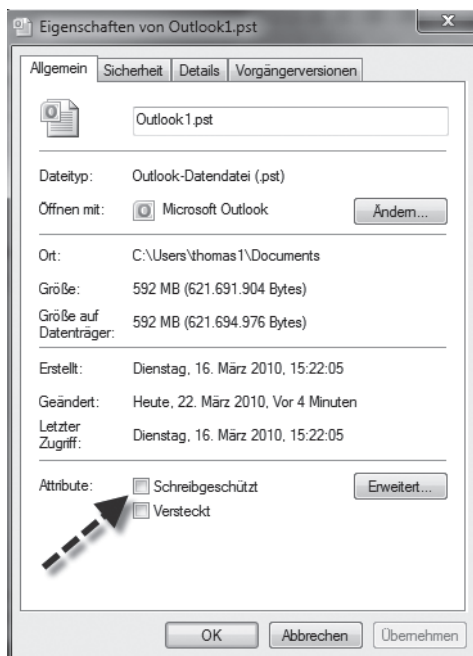 Eigenschaften von Outlook1.pst
Allgemein Sicherheit Details Vorgängerversionen
Outlook1.pst
Dateityp: Outlook-Datendatei (.pst)
Öffnen mit: Microsoft Outlook Ändern...
Ort: C:\Users\thomas1\Documents
Größe: 592 MB (621.691.904 Bytes)
Größe auf
Datenträger: 592 MB (621.694.976 Bytes)
Erstellt: Dienstag, 16. März 2010, 15:22:05
Geändert: Heute, 22. März 2010, Vor 4 Minuten
Letzter
Zugriff: Dienstag, 16. März 2010, 15:22:05
Attribute: Schreibgeschützt Erweitert...
Versteckt
OK Abbrechen Übernehmen